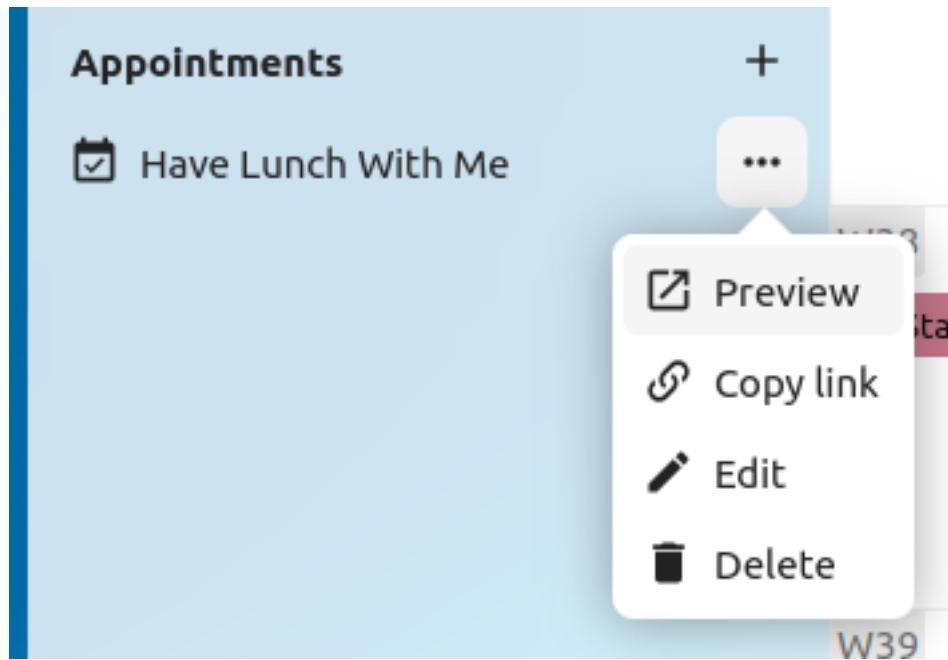 Appointments
Have Lunch With Me
Preview
Copy link
Edit
Delete
W39